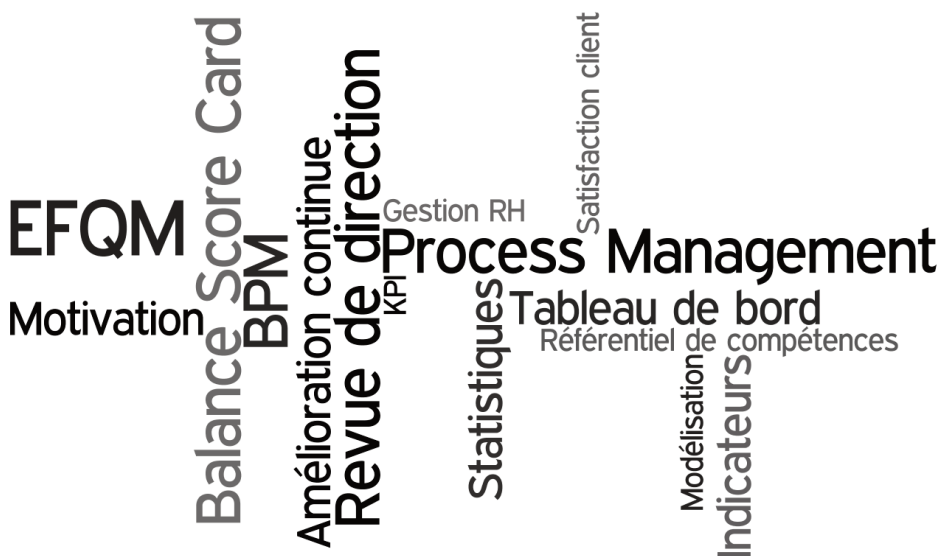 Balance Score Card
Satisfaction client
Revue de direction
Amélioration continue
EFQM
Gestion RH
Process Management
BPM
KPI
Motivation
Statistiques
Tableau de bord
Référentiel de compétences
Modélisation
Indicateurs